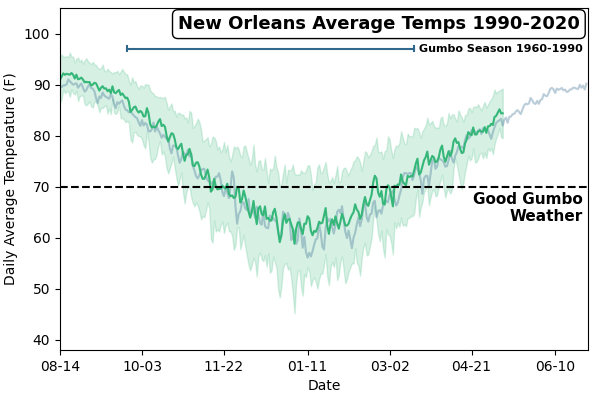 New Orleans Average Temps 1990-2020
Gumbo Season 1960-1990
Good Gumbo
Weather
Daily Average Temperature (F)
100
90
80
70
60
50
40
08-14
10-03
11-22
01-11
03-02
04-21
06-10
Date